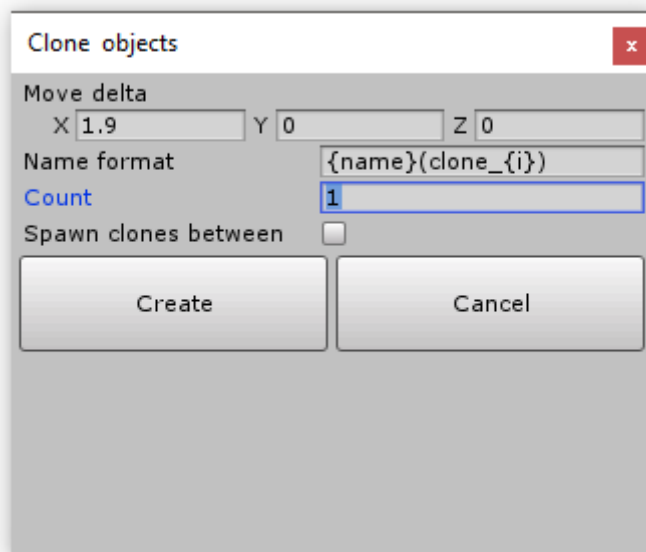 Clone objects x
Move delta
X 1.9 Y 0 Z 0
Name format {name}(clone_{i})
Count 1
Spawn clones between
Create Cancel